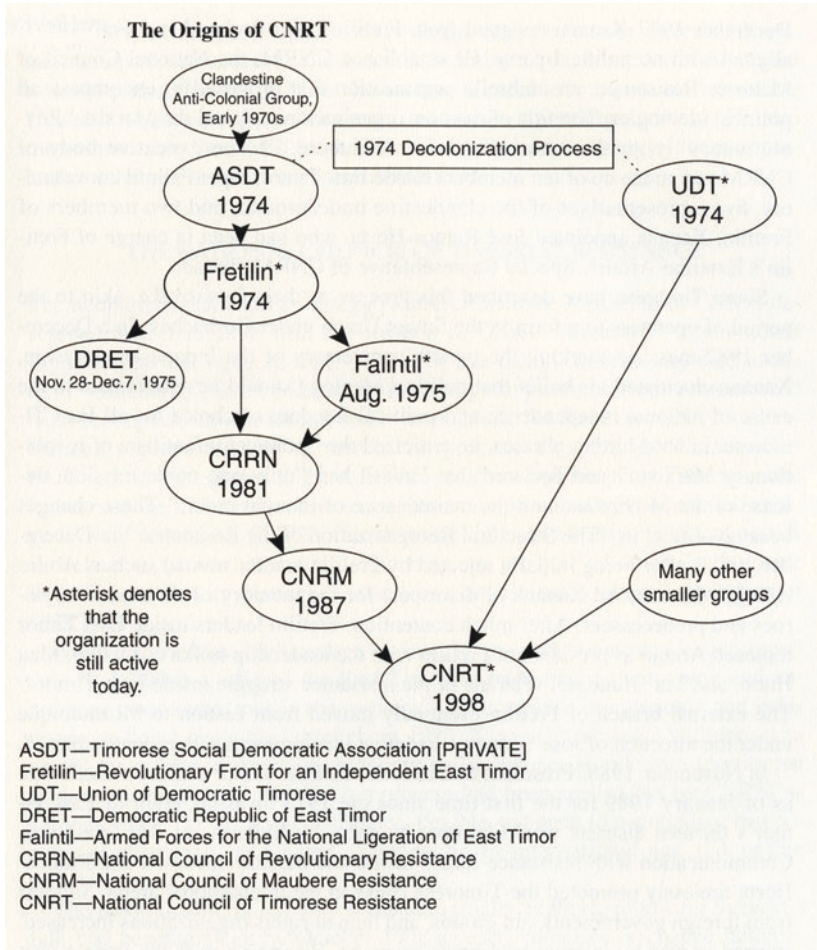 The Origins of CNRT
Clandestine
Anti-Colonial Group,
Early 1970s
1974 Decolonization Process
ASDT
1974
UDT*
1974
Fretilin*
1974
DRET
Nov. 28-Dec.7, 1975
Falintil*
Aug. 1975
CRRN
1981
CNRM
1987
Many other
smaller groups
*Asterisk denotes
that the
organization is
still active
today.
CNRT
1998
ASDT—Timorese Social Democratic Association [PRIVATE]
Fretilin—Revolutionary Front for an Independent East Timor
UDT—Union of Democratic Timorese
DRET—Democratic Republic of East Timor
Falintil—Armed Forces for the National Ligeration of East Timor
CRRN—National Council of Revolutionary Resistance
CNRM—National Council of Maubere Resistance
CNRT—National Council of Timorese Resistance